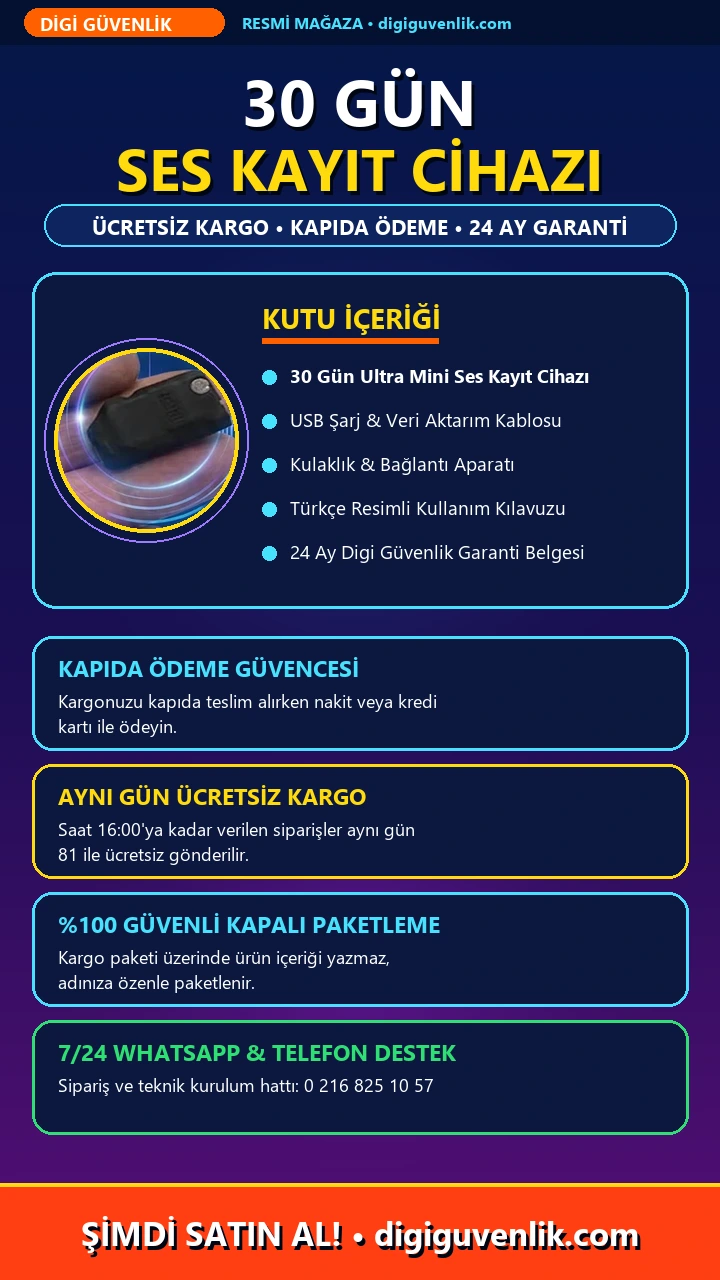 DİGİ GÜVENLİK
RESMİ MAĞAZA • digiguvenlik.com
30 GÜN
SES KAYIT CİHAZI
ÜCRETSİZ KARGO • KAPIDA ÖDEME • 24 AY GARANTİ
KUTU İÇERİĞİ
30 Gün Ultra Mini Ses Kayıt Cihazı
USB Şarj & Veri Aktarım Kablosu
Kulaklık & Bağlantı Aparatı
Türkçe Resimli Kullanım Kılavuzu
24 Ay Digi Güvenlik Garanti Belgesi
KAPIDA ÖDEME GÜVENCESİ
Kargonuzu kapıda teslim alırken nakit veya kredi
kartı ile ödeyin.
AYNI GÜN ÜCRETSİZ KARGO
Saat 16:00'ya kadar verilen siparişler aynı gün
81 ile ücretsiz gönderilir.
%100 GÜVENLİ KAPALI PAKETLEME
Kargo paketi üzerinde ürün içeriği yazmaz,
adınıza özenle paketlenir.
7/24 WHATSAPP & TELEFON DESTEK
Sipariş ve teknik kurulum hattı: 0 216 825 10 57
ŞİMDİ SATIN AL! • digiguvenlik.com